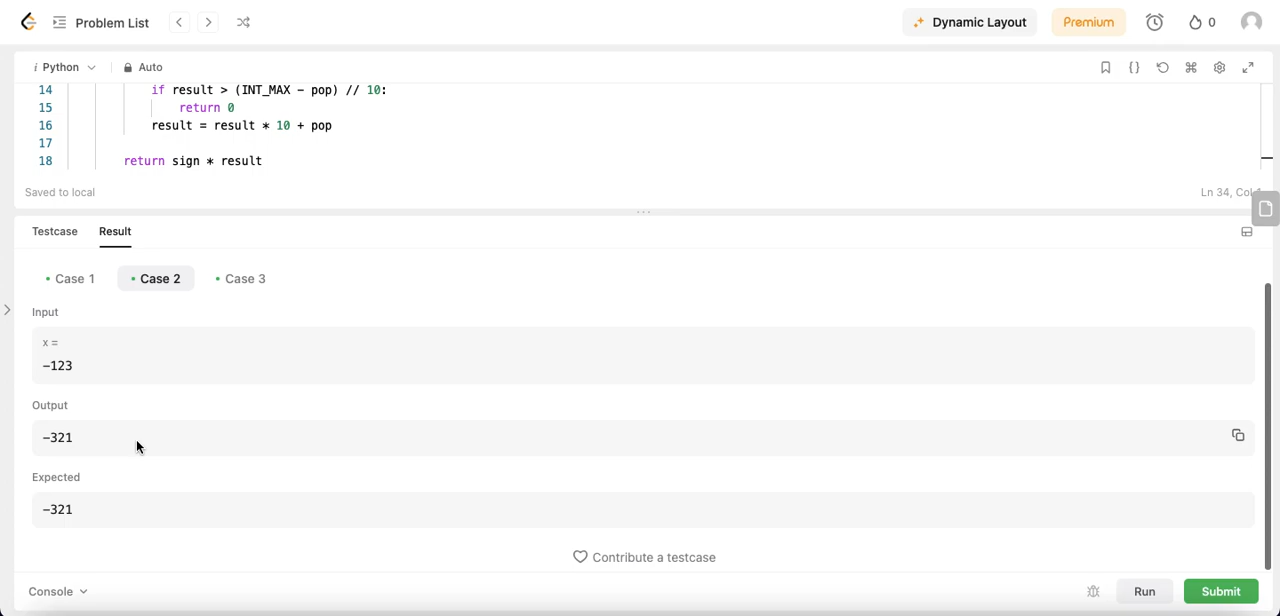 Problem List
Dynamic Layout
Premium
0
i Python
Auto
14 if result > (INT_MAX - pop) // 10:
15 return 0
16 result = result * 10 + pop
17
18 return sign * result
Saved to local
Ln 34, Col
Testcase
Result
Case 1
Case 2
Case 3
Input
x =
-123
Output
-321
Expected
-321
Contribute a testcase
Console
Run
Submit